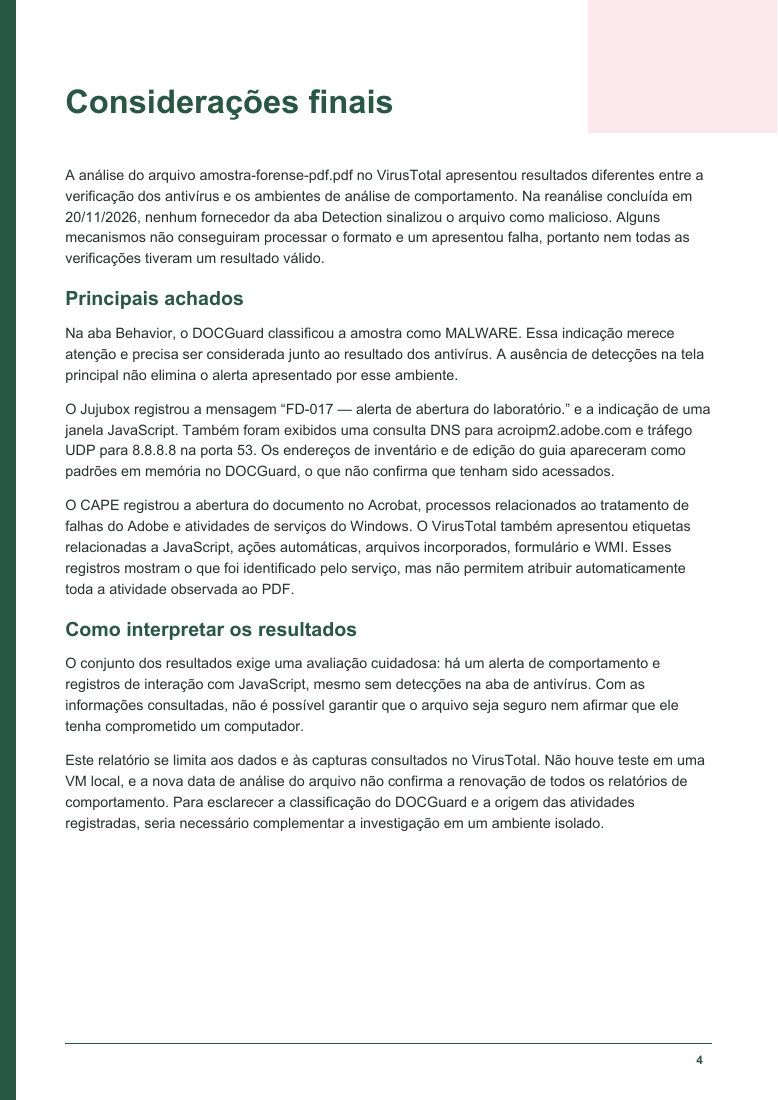 Considerações finais
A análise do arquivo amostra-forense-pdf.pdf no VirusTotal apresentou resultados diferentes entre a
verificação dos antivírus e os ambientes de análise de comportamento. Na reanálise concluída em
20/11/2026, nenhum fornecedor da aba Detection sinalizou o arquivo como malicioso. Alguns
mecanismos não conseguiram processar o formato e um apresentou falha, portanto nem todas as
verificações tiveram um resultado válido.
Principais achados
Na aba Behavior, o DOCGuard classificou a amostra como MALWARE. Essa indicação merece
atenção e precisa ser considerada junto ao resultado dos antivírus. A ausência de detecções na tela
principal não elimina o alerta apresentado por esse ambiente.
O Jujubox registrou a mensagem “FD-017 — alerta de abertura do laboratório.” e a indicação de uma
janela JavaScript. Também foram exibidos uma consulta DNS para acroipm2.adobe.com e tráfego
UDP para 8.8.8.8 na porta 53. Os endereços de inventário e de edição do guia apareceram como
padrões em memória no DOCGuard, o que não confirma que tenham sido acessados.
O CAPE registrou a abertura do documento no Acrobat, processos relacionados ao tratamento de
falhas do Adobe e atividades de serviços do Windows. O VirusTotal também apresentou etiquetas
relacionadas a JavaScript, ações automáticas, arquivos incorporados, formulário e WMI. Esses
registros mostram o que foi identificado pelo serviço, mas não permitem atribuir automaticamente
toda a atividade observada ao PDF.
Como interpretar os resultados
O conjunto dos resultados exige uma avaliação cuidadosa: há um alerta de comportamento e
registros de interação com JavaScript, mesmo sem detecções na aba de antivírus. Com as
informações consultadas, não é possível garantir que o arquivo seja seguro nem afirmar que ele
tenha comprometido um computador.
Este relatório se limita aos dados e às capturas consultados no VirusTotal. Não houve teste em uma
VM local, e a nova data de análise do arquivo não confirma a renovação de todos os relatórios de
comportamento. Para esclarecer a classificação do DOCGuard e a origem das atividades
registradas, seria necessário complementar a investigação em um ambiente isolado.
4